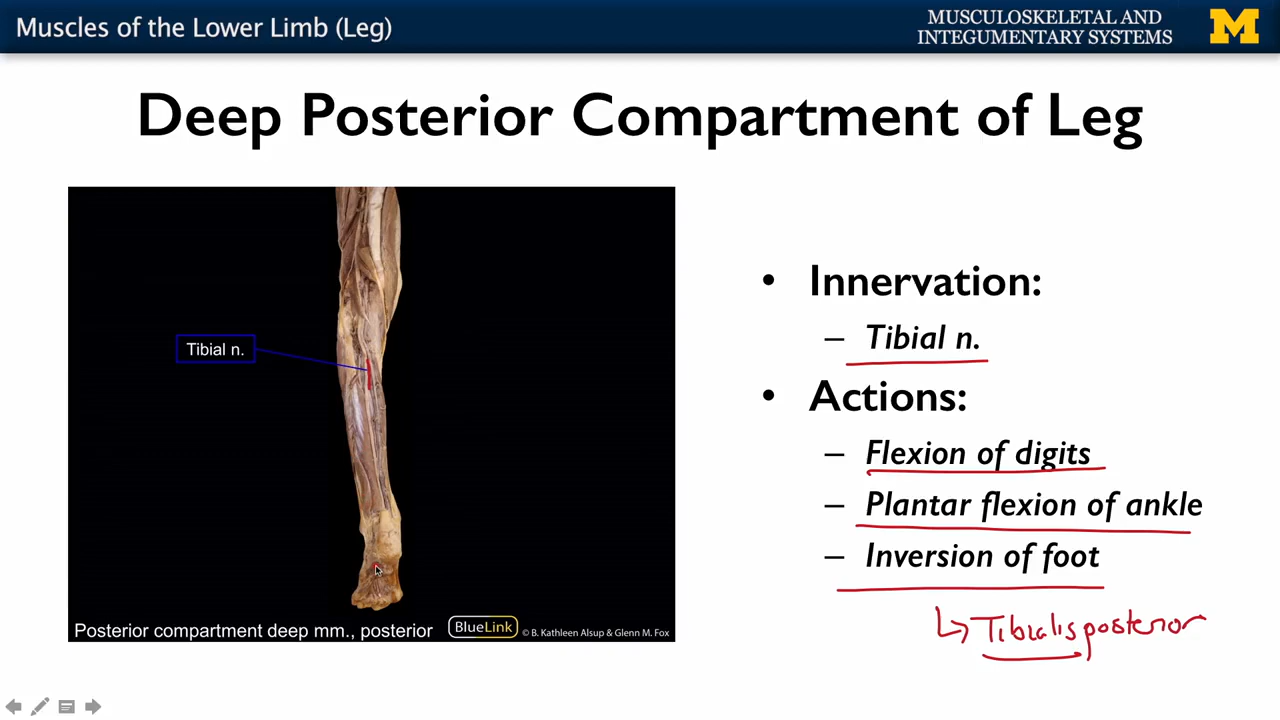 Muscles of the Lower Limb (Leg)
MUSCULOSKELETAL AND
INTEGUMENTARY SYSTEMS
M
Deep Posterior Compartment of Leg
Tibial n.
• Innervation:
– Tibial n.
• Actions:
– Flexion of digits
– Plantar flexion of ankle
– Inversion of foot
↳ Tibialis posterior
Posterior compartment deep mm., posterior
BlueLink © B. Kathleen Alsup & Glenn M. Fox